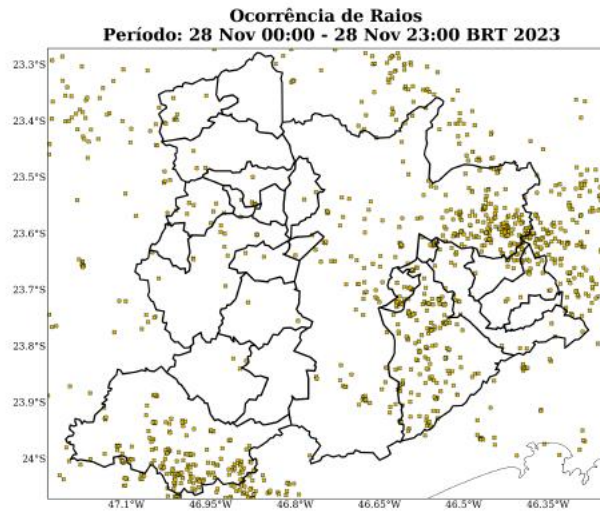 Ocorrência de Raios
Período: 28 Nov 00:00 - 28 Nov 23:00 BRT 2023
23.3°S
23.4°S
23.5°S
23.6°S
23.7°S
23.8°S
23.9°S
24°S
47.1°W
46.95°W
46.8°W
46.65°W
46.5°W
46.35°W